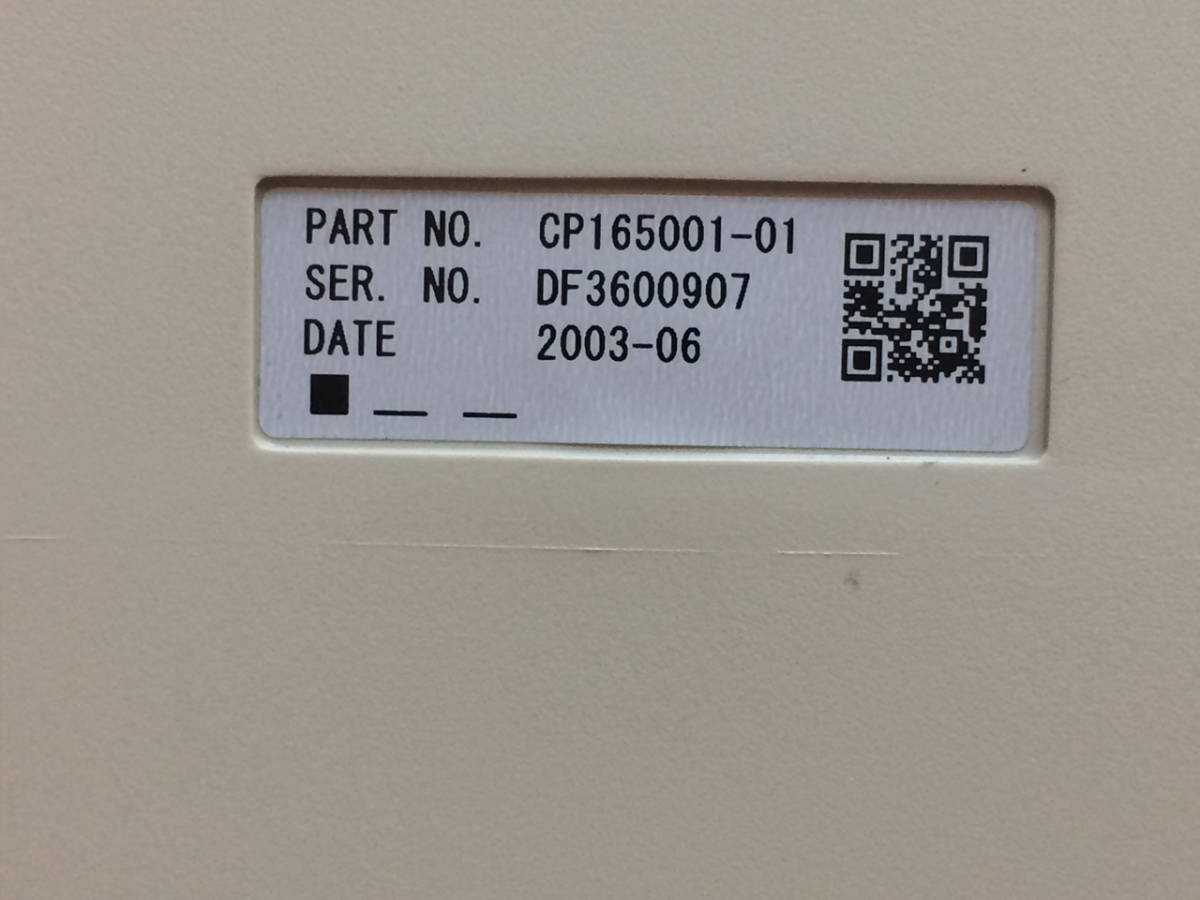 PART NO. CP165001-01
SER. NO. DF3600907
DATE 2003-06